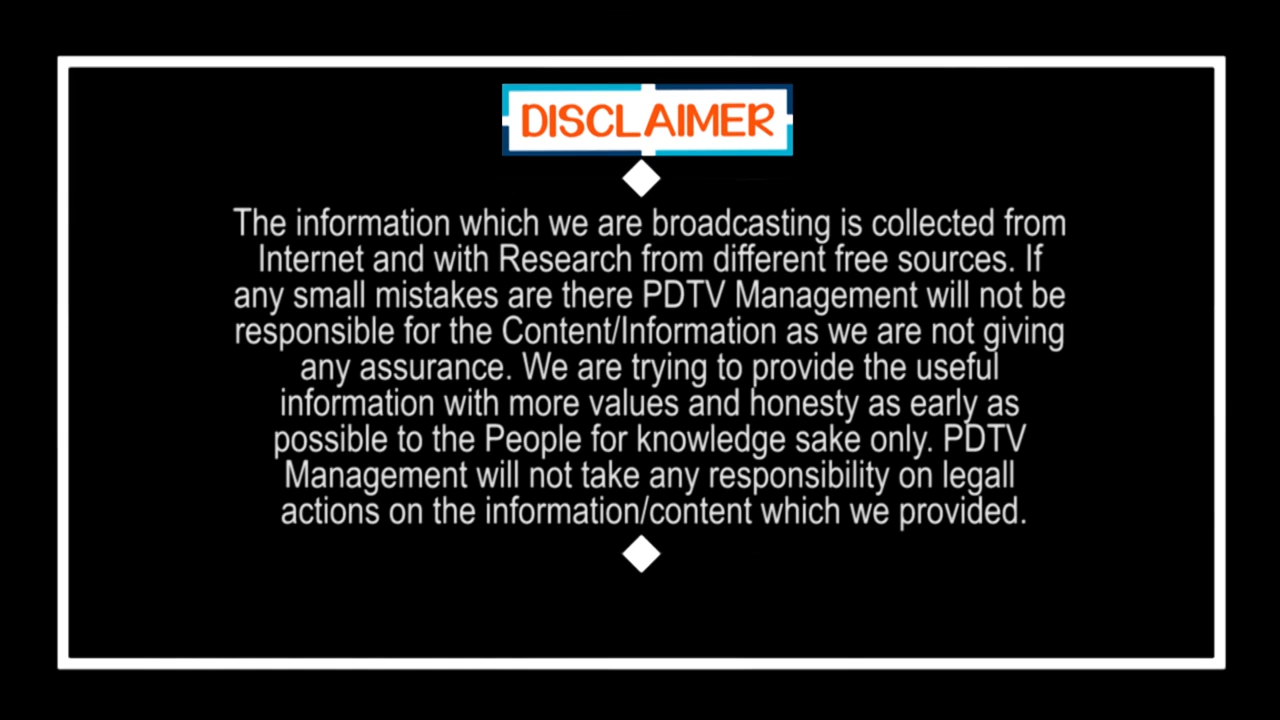 DISCLAIMER
The information which we are broadcasting is collected from
Internet and with Research from different free sources. If
any small mistakes are there PDTV Management will not be
responsible for the Content/Information as we are not giving
any assurance. We are trying to provide the useful
information with more values and honesty as early as
possible to the People for knowledge sake only. PDTV
Management will not take any responsibility on legall
actions on the information/content which we provided.